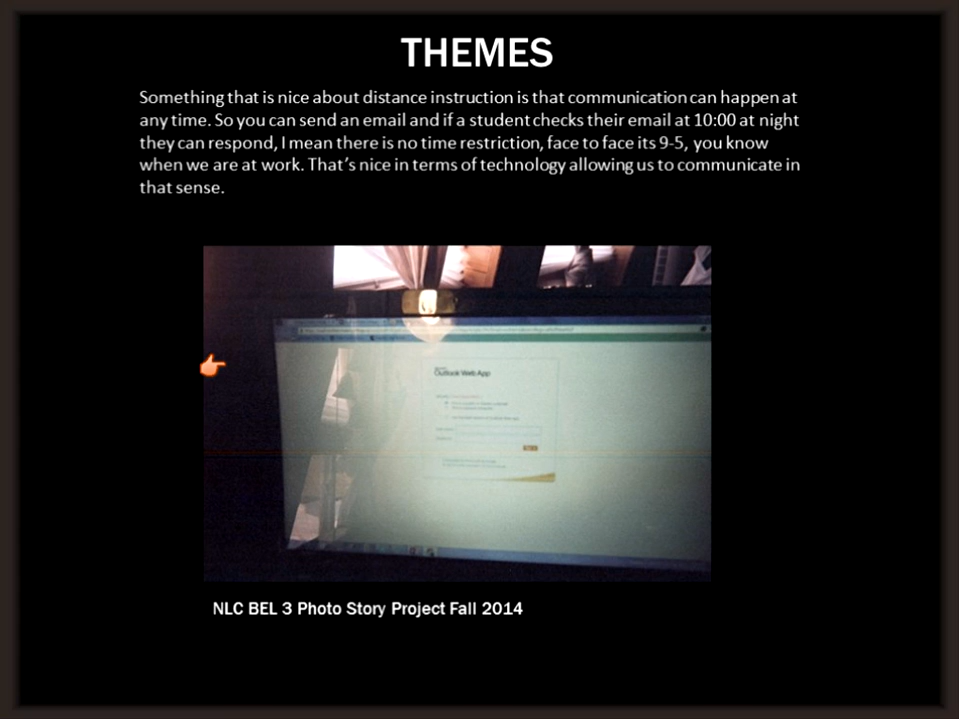 THEMES
Something that is nice about distance instruction is that communication can happen at
any time. So you can send an email and if a student checks their email at 10:00 at night
they can respond, I mean there is no time restriction, face to face its 9-5, you know
when we are at work. That's nice in terms of technology allowing us to communicate in
that sense.
Outlook Web App
NLC BEL 3 Photo Story Project Fall 2014